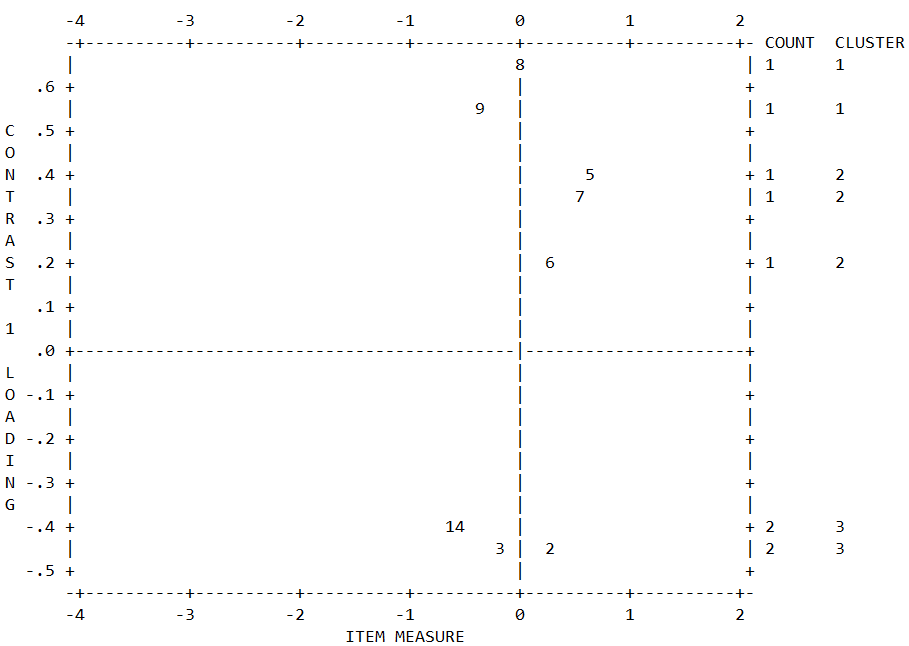 -4         -3         -2         -1          0          1          2
       -+----------+----------+----------+----------+----------+----------+- COUNT  CLUSTER
       |                                            8                      | 1      1
    .6 +                                            |                      +
       |                                        9   |                      | 1      1
C   .5 +                                            |                      +
O      |                                            |                      |
N   .4 +                                            |      5               + 1      2
T      |                                            |     7                | 1      2
R   .3 +                                            |                      +
A      |                                            |                      |
S   .2 +                                            |  6                   + 1      2
T      |                                            |                      |
    .1 +                                            |                      +
1      |                                            |                      |
    .0 +--------------------------------------------|----------------------+
L      |                                            |                      |
O  -.1 +                                            |                      +
A      |                                            |                      |
D  -.2 +                                            |                      +
I      |                                            |                      |
N  -.3 +                                            |                      +
G      |                                            |                      |
   -.4 +                                     14     |                      + 2      3
       |                                          3 |  2                   | 2      3
   -.5 +                                            |                      +
       -+----------+----------+----------+----------+----------+----------+-
       -4         -3         -2         -1          0          1          2
                                   ITEM MEASURE